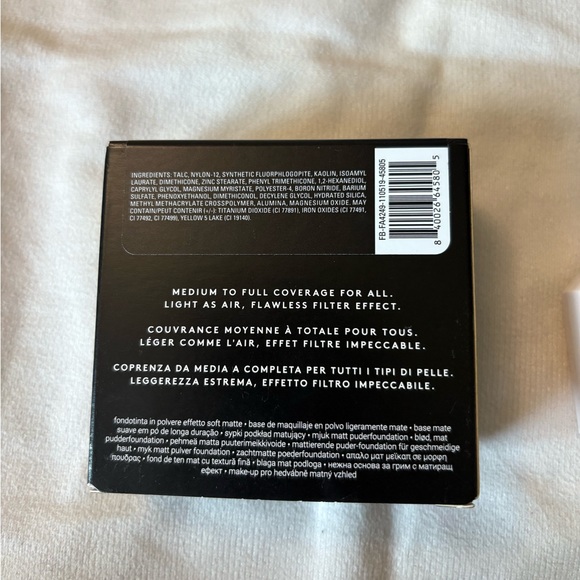 INGREDIENTS: TALC, NYLON-12, SYNTHETIC FLUORPHLOGOPITE, KAOLIN, ISOAMYL
LAURATE, DIMETHICONE, ZINC STEARATE, PHENYL TRIMETHICONE, 1,2-HEXANEDIOL,
CAPRYLYL GLYCOL, MAGNESIUM MYRISTATE, POLYESTER-4, BORON NITRIDE, BARIUM
SULFATE, PHENOXYETHANOL, DIMETHICONOL, DECYLENE GLYCOL, HYDRATED SILICA,
METHYL METHACRYLATE CROSSPOLYMER, ALUMINA, MAGNESIUM OXIDE. MAY
CONTAIN/PEUT CONTENIR (+/-): TITANIUM DIOXIDE (CI 77891), IRON OXIDES (CI 77491,
CI 77492, CI 77499), YELLOW 5 LAKE (CI 19140)
FB-FA4249-110519-45805
8 40026 64580 5
MEDIUM TO FULL COVERAGE FOR ALL.
LIGHT AS AIR, FLAWLESS FILTER EFFECT.
COUVRANCE MOYENNE À TOTALE POUR TOUS.
LÉGER COMME L'AIR, EFFET FILTRE IMPECCABLE.
COPRENZA DA MEDIA A COMPLETA PER TUTTI I TIPI DI PELLE.
LEGGEREZZA ESTREMA, EFFETTO FILTRO IMPECCABILE.
fondotinta in polvere effetto soft matte • base de maquillaje en polvo ligeramente mate • base mate
suave em pó de longa duração • sypki podkład matujący • mjuk matt puderfoundation • blød, mat
pudderfoundation • pehmeä matta puuterimeikkivoide • mattierende puder-foundation für geschmeidige
haut • myk matt pulver foundation • zachtmatte poederfoundation • απαλο ματ μεϊκαπ σε μορφη
πουδρας • fond de ten mat cu textură fină • blaga mat podloga • нежна основа за грим с матиращ
ефект • make-up pro hedvábně matný vzhled